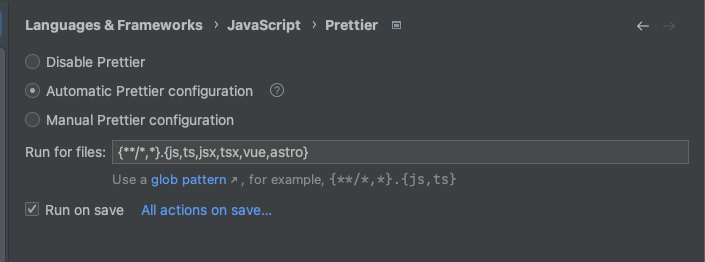 Languages & Frameworks › JavaScript › Prettier
Disable Prettier
Automatic Prettier configuration ?
Manual Prettier configuration
Run for files: {**/*,*}.{js,ts,jsx,tsx,vue,astro}
Use a glob pattern ↗ , for example, {**/*,*}.{js,ts}
Run on save All actions on save...